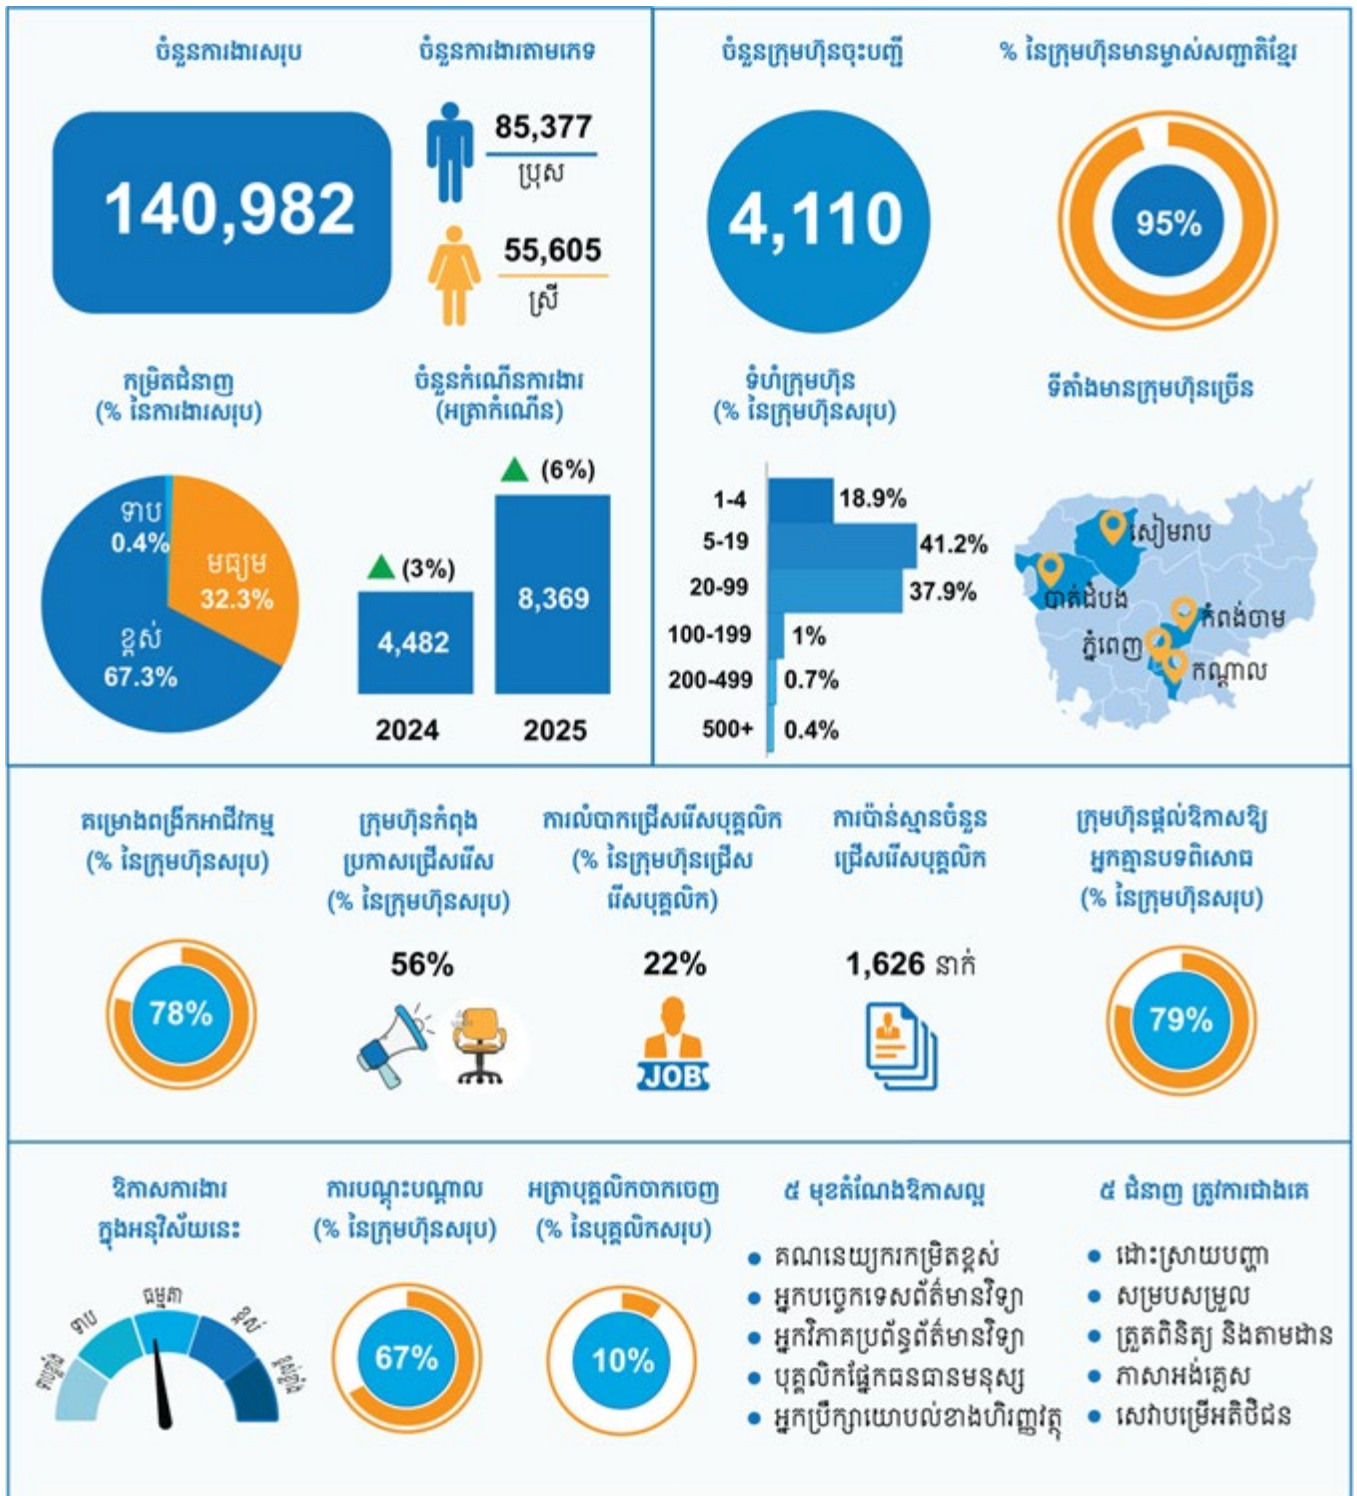 ចំនួនការងារសរុប
140,982
ចំនួនការងារតាមភេទ
85,377
ប្រុស
55,605
ស្រី
កម្រិតជំនាញ
(% នៃការងារសរុប)
ទាប
0.4%
មធ្យម
32.3%
ខ្ពស់
67.3%
ចំនួនកំណើនការងារ
(អត្រាកំណើន)
(3%)
4,482
2024
(6%)
8,369
2025
ចំនួនក្រុមហ៊ុនចុះបញ្ជី
4,110
% នៃក្រុមហ៊ុនមានម្ចាស់សញ្ជាតិខ្មែរ
95%
ទំហំក្រុមហ៊ុន
(% នៃក្រុមហ៊ុនសរុប)
1-4 18.9%
5-19 41.2%
20-99 37.9%
100-199 1%
200-499 0.7%
500+ 0.4%
ទីតាំងមានក្រុមហ៊ុនច្រើន
សៀមរាប
បាត់ដំបង
កំពង់ចាម
ភ្នំពេញ
កណ្តាល
គម្រោងពង្រីកអាជីវកម្ម
(% នៃក្រុមហ៊ុនសរុប)
78%
ក្រុមហ៊ុនកំពុង
ប្រកាសជ្រើសរើស
(% នៃក្រុមហ៊ុនសរុប)
56%
ការលំបាកជ្រើសរើសបុគ្គលិក
(% នៃក្រុមហ៊ុនជ្រើស
រើសបុគ្គលិក)
22%
JOB
ការប៉ាន់ស្មានចំនួន
ជ្រើសរើសបុគ្គលិក
1,626 នាក់
ក្រុមហ៊ុនផ្តល់ឱកាសឱ្យ
អ្នកគ្មានបទពិសោធ
(% នៃក្រុមហ៊ុនសរុប)
79%
ឱកាសការងារ
ក្នុងអនុវិស័យនេះ
ទាបខ្លាំង
ទាប
ធម្មតា
ខ្ពស់
ខ្ពស់ខ្លាំង
ការបណ្តុះបណ្តាល
(% នៃក្រុមហ៊ុនសរុប)
67%
អត្រាបុគ្គលិកចាកចេញ
(% នៃបុគ្គលិកសរុប)
10%
៥ មុខតំណែងឱកាសល្អ
• គណនេយ្យករកម្រិតខ្ពស់
• អ្នកបច្ចេកទេសព័ត៌មានវិទ្យា
• អ្នកវិភាគប្រព័ន្ធព័ត៌មានវិទ្យា
• បុគ្គលិកផ្នែកធនធានមនុស្ស
• អ្នកប្រឹក្សាយោបល់ខាងហិរញ្ញវត្ថុ
៥ ជំនាញ ត្រូវការជាងគេ
• ដោះស្រាយបញ្ហា
• សម្របសម្រួល
• ត្រួតពិនិត្យ និងតាមដាន
• ភាសាអង់គ្លេស
• សេវាបម្រើអតិថិជន